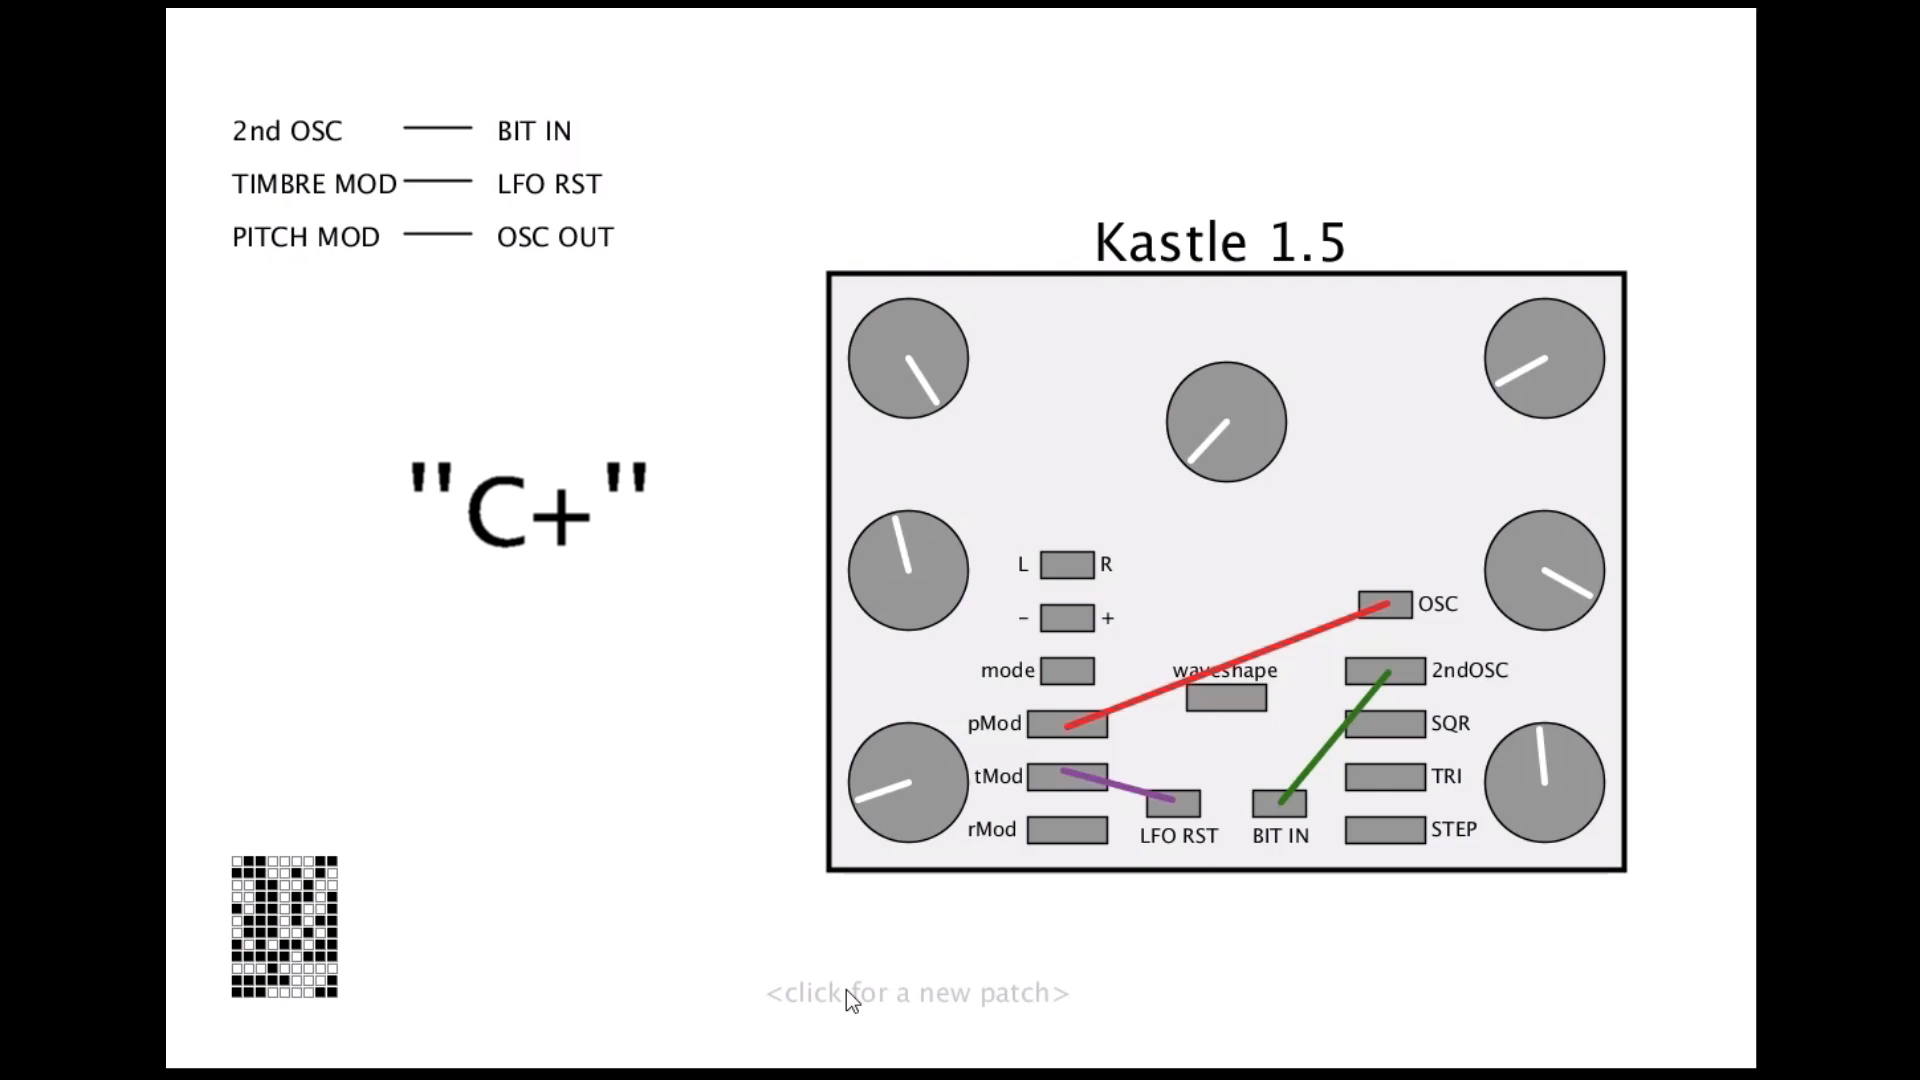 2nd OSC BIT IN
TIMBRE MOD LFO RST
PITCH MOD OSC OUT
Kastle 1.5
"C+"
L R
- +
mode
pMod
tMod
rMod
waveshape
LFO RST
BIT IN
OSC
2ndOSC
SQR
TRI
STEP
<click for a new patch>